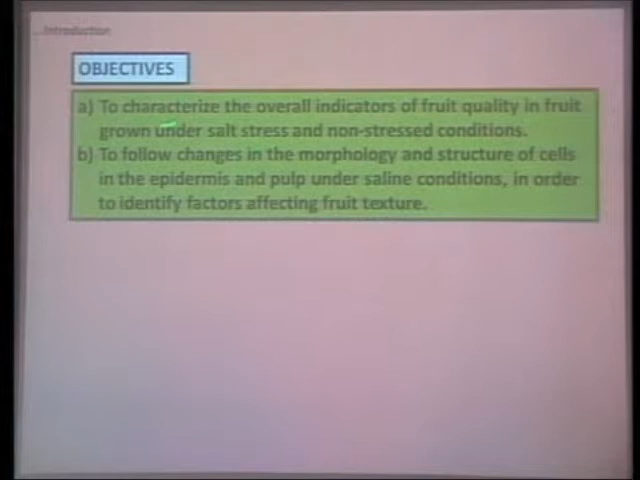 ...Introduction
OBJECTIVES
a) To characterize the overall indicators of fruit quality in fruit
grown under salt stress and non-stressed conditions.
b) To follow changes in the morphology and structure of cells
in the epidermis and pulp under saline conditions, in order
to identify factors affecting fruit texture.